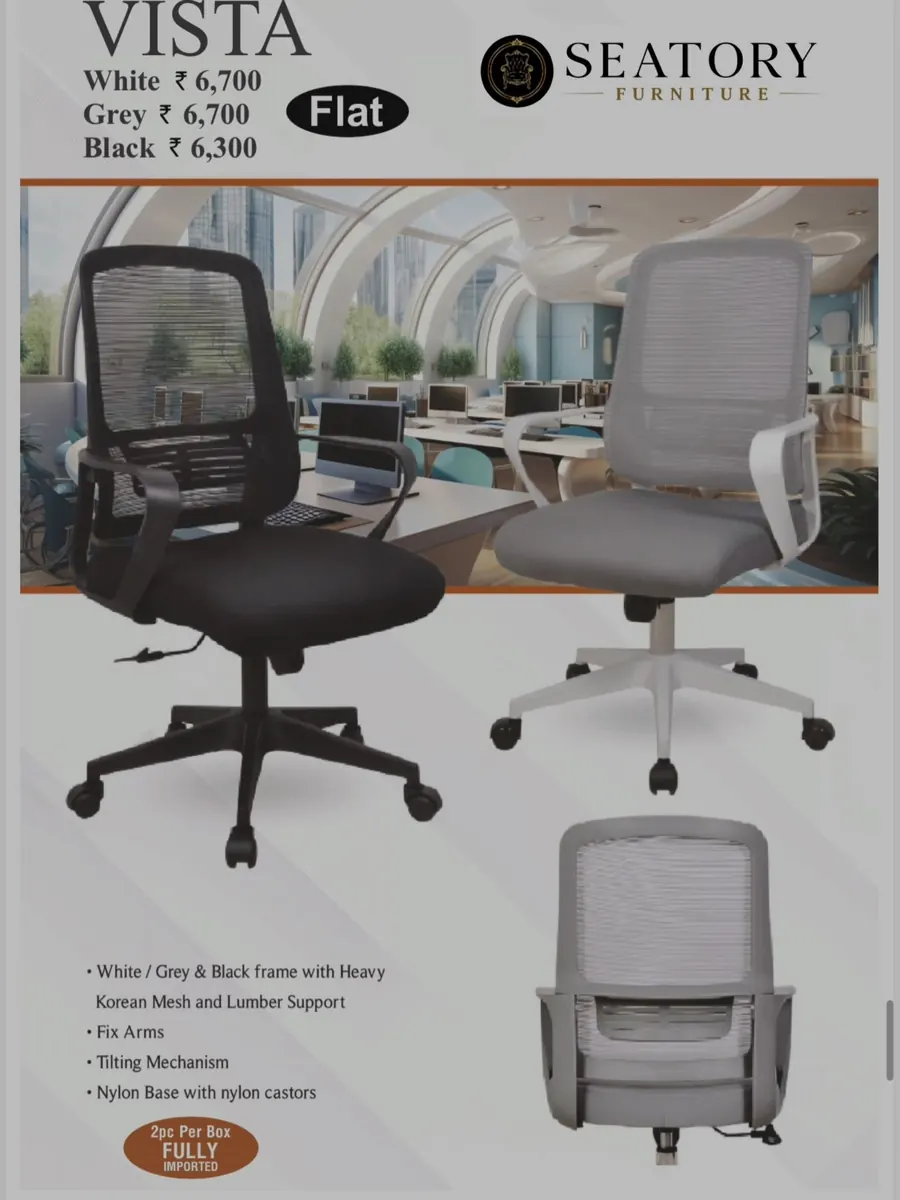 VISTA
White ₹ 6,700
Grey ₹ 6,700
Black ₹ 6,300
Flat
SEATORY
FURNITURE
• White / Grey & Black frame with Heavy
Korean Mesh and Lumber Support
• Fix Arms
• Tilting Mechanism
• Nylon Base with nylon castors
2pc Per Box
FULLY
IMPORTED